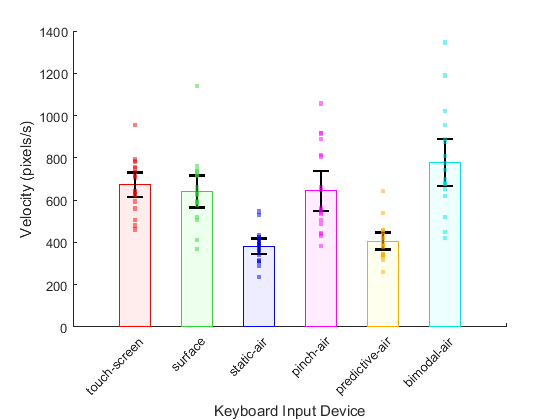 1400
1200
1000
800
600
400
200
0
Velocity (pixels/s)
touch-screen
surface
static-air
pinch-air
predictive-air
bimodal-air
Keyboard Input Device